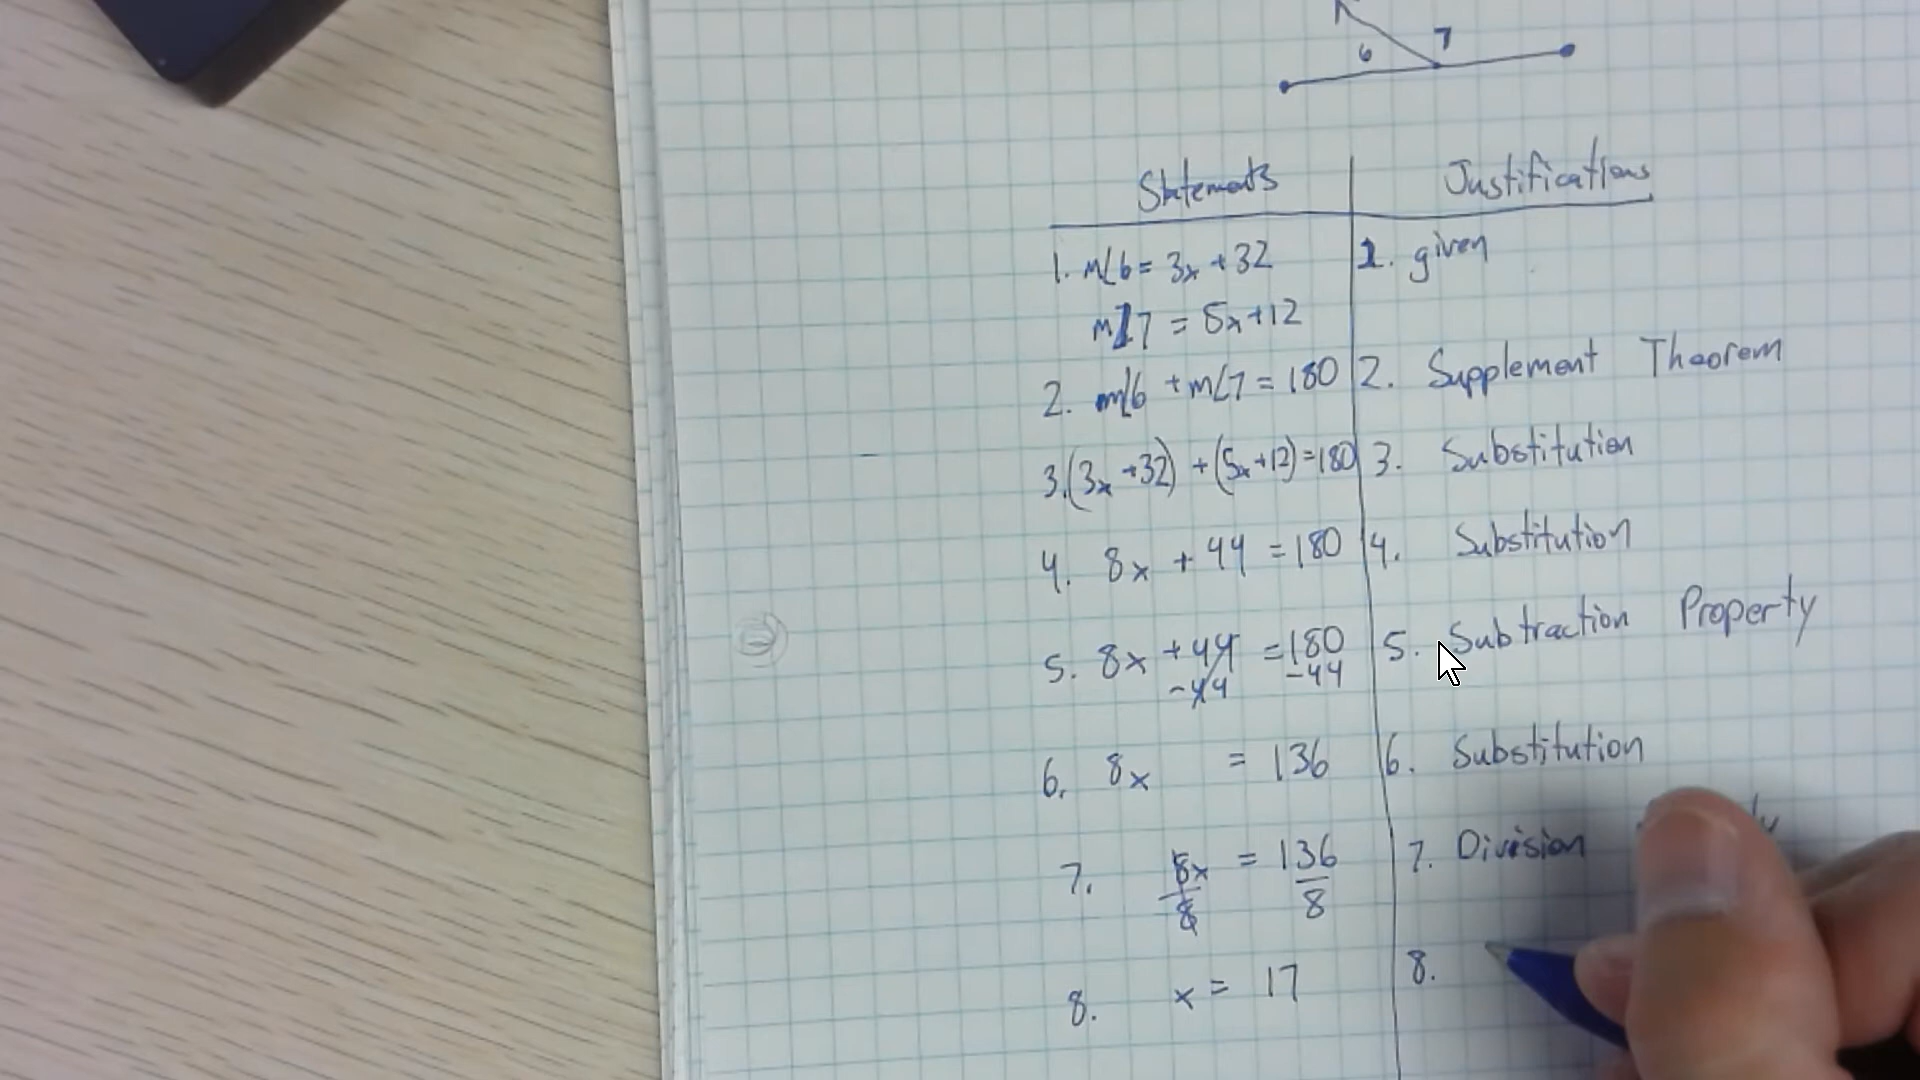 6 7
Statements Justifications
1. m∠6 = 3x + 32 1. given
m∠7 = 5x + 12
2. m∠6 + m∠7 = 180 2. Supplement Theorem
3. (3x + 32) + (5x + 12) = 180 3. Substitution
4. 8x + 44 = 180 4. Substitution
5. 8x + 44 = 180 5. Subtraction Property
- 44 - 44
6. 8x = 136 6. Substitution
7. 8x = 136 7. Division
8 8
8. x = 17 8.